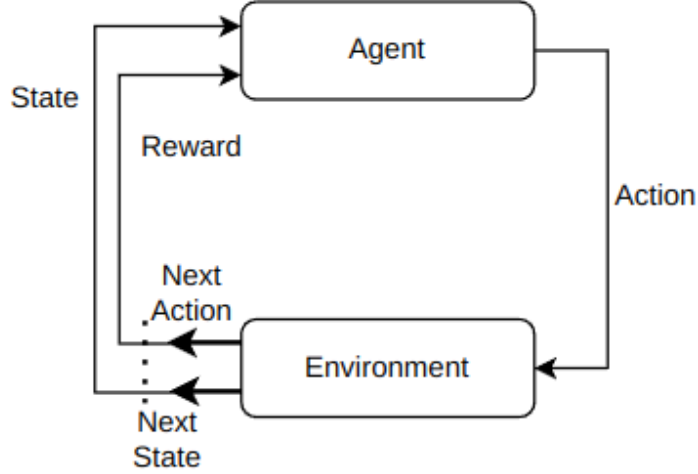 Agent
State
Reward
Action
Next
Action
Environment
Next
State